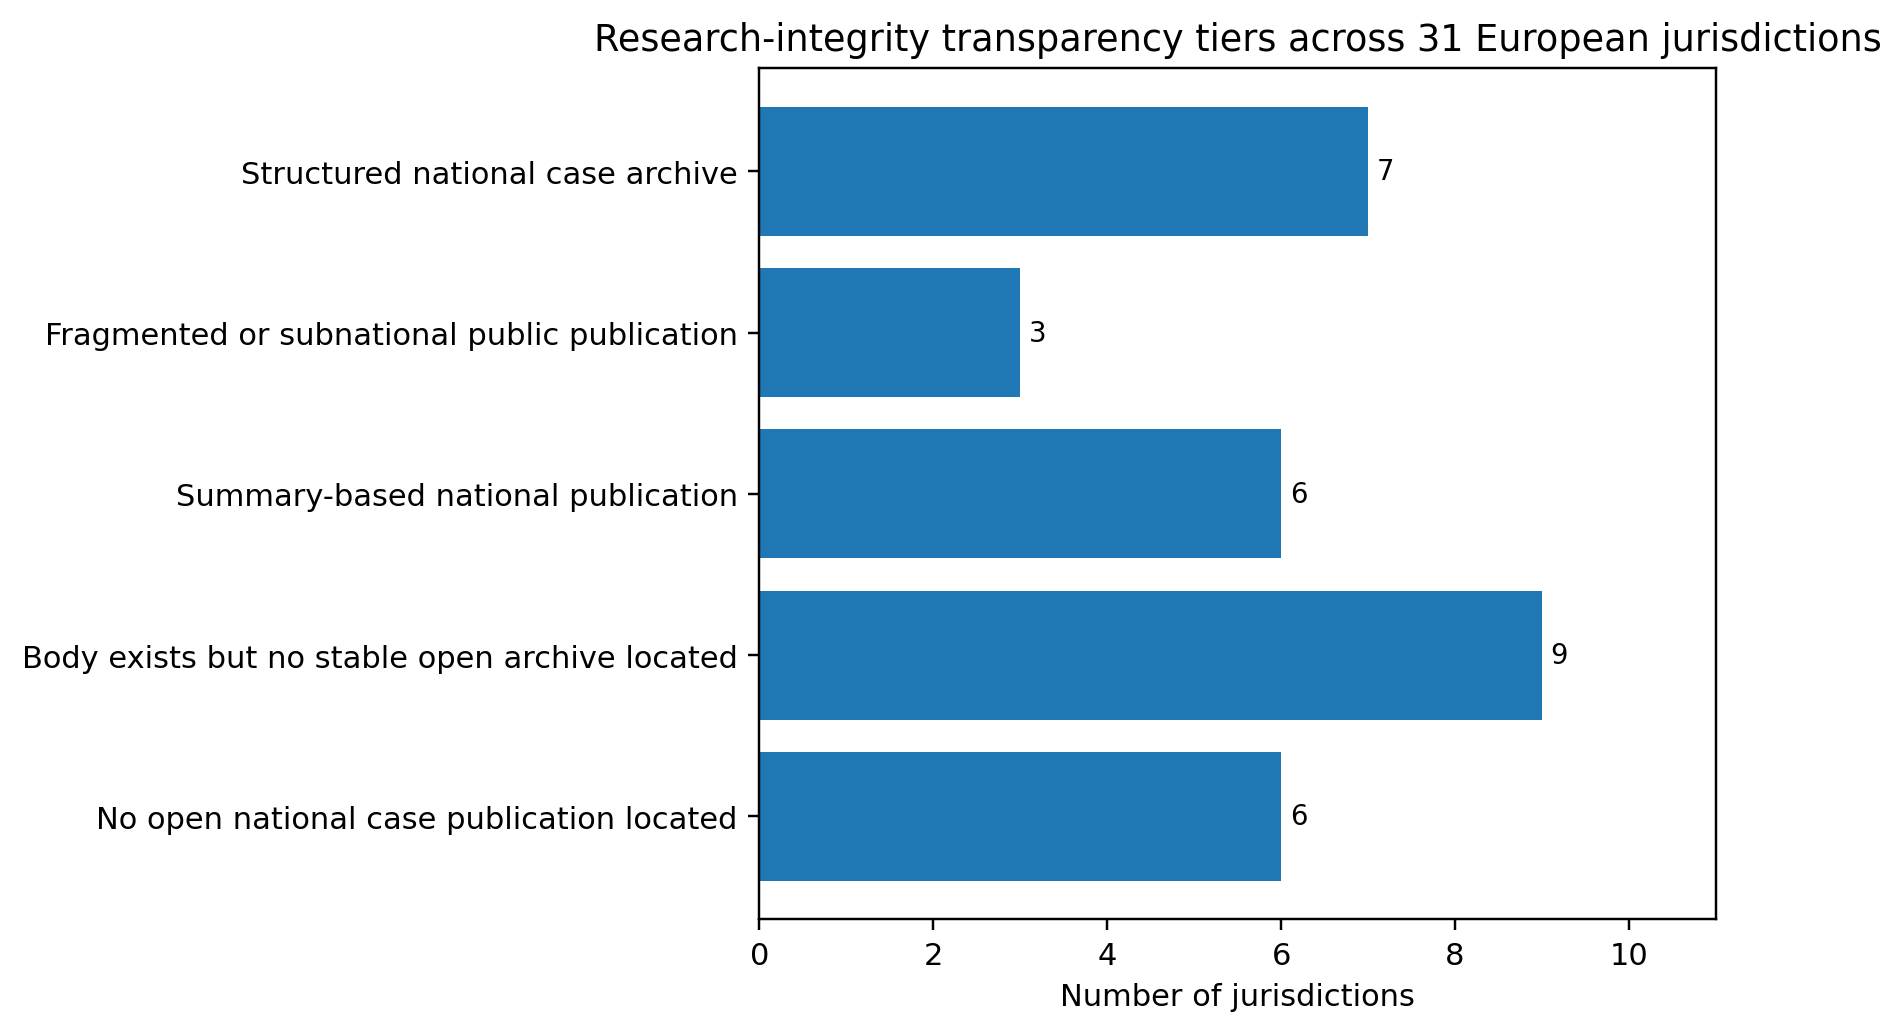 Research-integrity transparency tiers across 31 European jurisdictions
Structured national case archive
7
Fragmented or subnational public publication
3
Summary-based national publication
6
Body exists but no stable open archive located
9
No open national case publication located
6
0 2 4 6 8 10
Number of jurisdictions